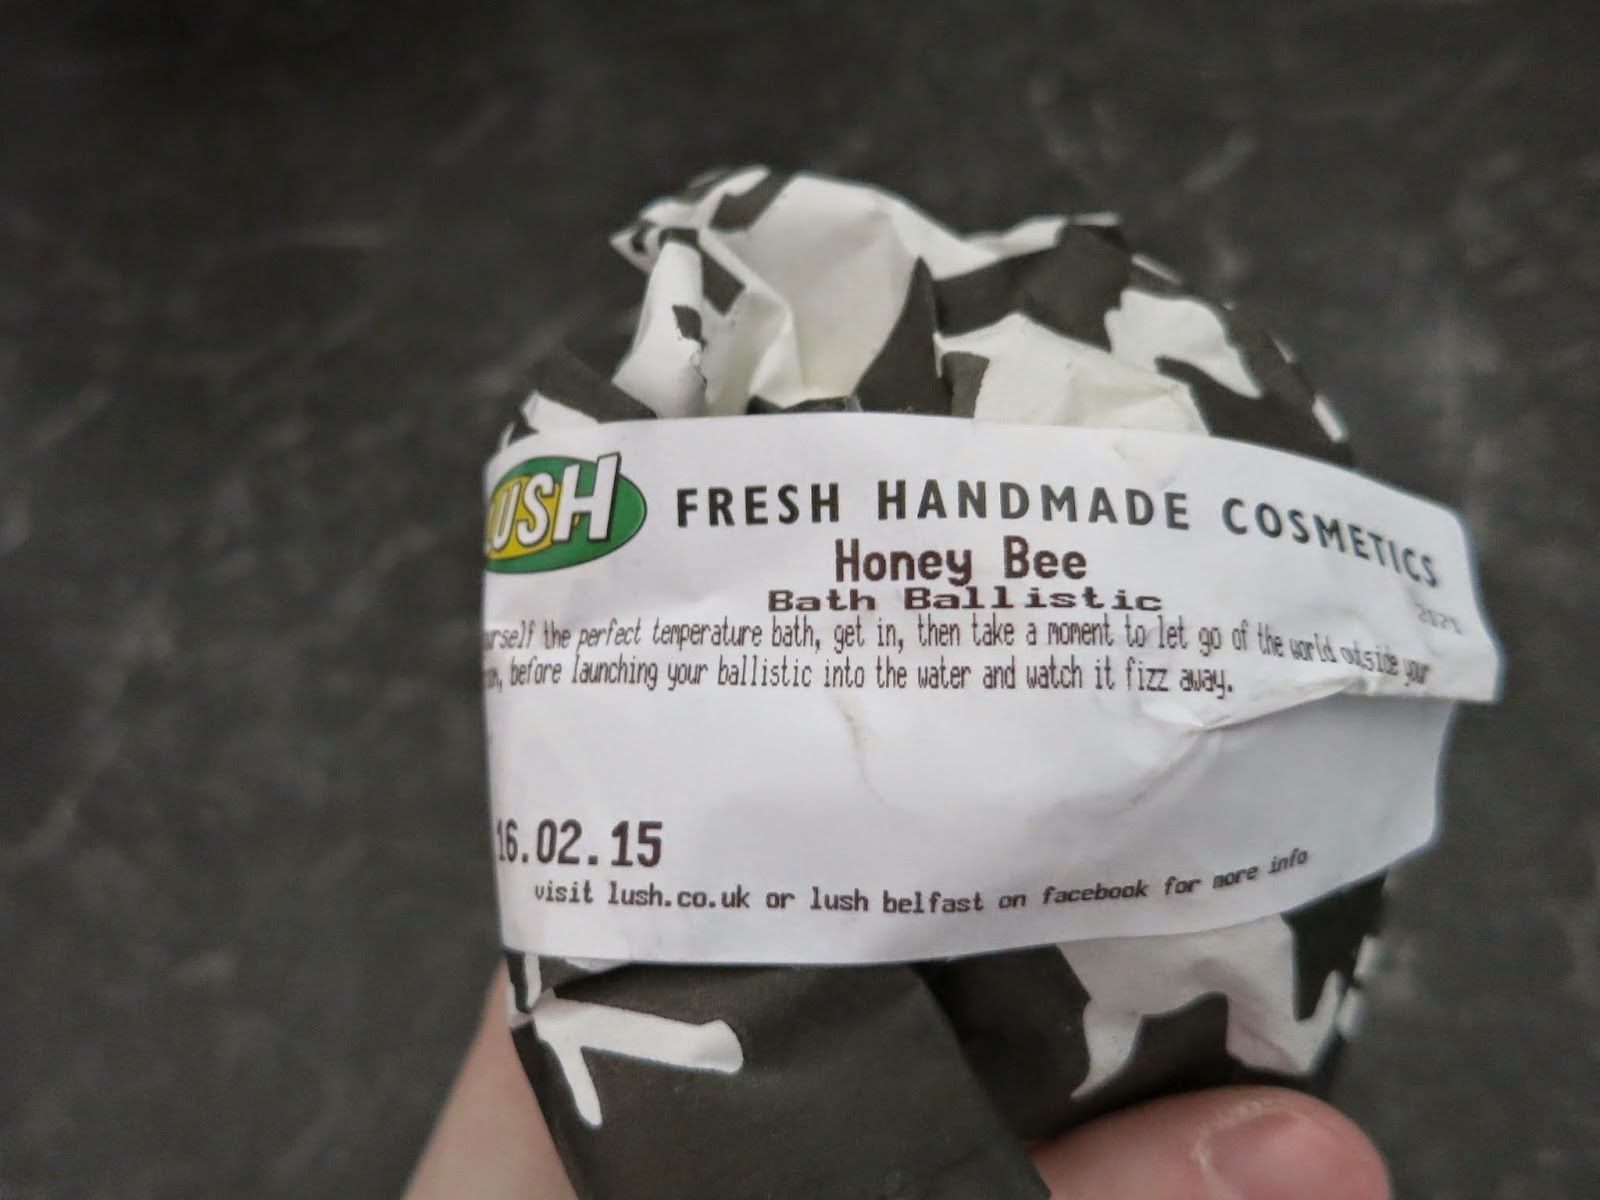 LUSH FRESH HANDMADE COSMETICS
Honey Bee
Bath Ballistic
urself the perfect temperature bath, get in, then take a moment to let go of the world outside your
before launching your ballistic into the water and watch it fizz away.
16.02.15
visit lush.co.uk or lush belfast on facebook for more info